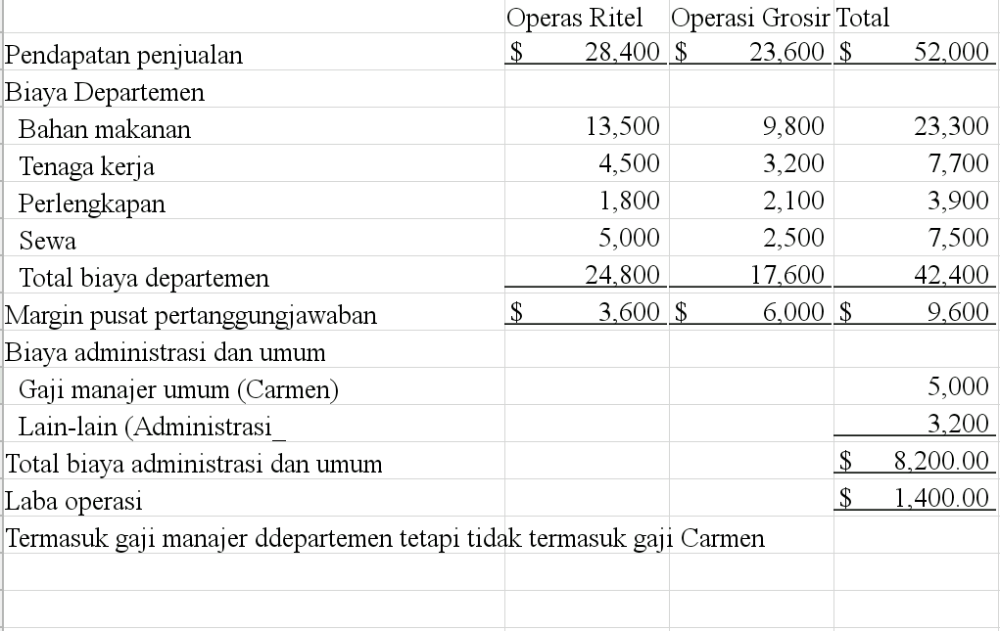 Operas Ritel Operasi Grosir Total
Pendapatan penjualan $ 28,400 $ 23,600 $ 52,000
Biaya Departemen
Bahan makanan 13,500 9,800 23,300
Tenaga kerja 4,500 3,200 7,700
Perlengkapan 1,800 2,100 3,900
Sewa 5,000 2,500 7,500
Total biaya departemen 24,800 17,600 42,400
Margin pusat pertanggungjawaban $ 3,600 $ 6,000 $ 9,600
Biaya administrasi dan umum
Gaji manajer umum (Carmen) 5,000
Lain-lain (Administrasi_ 3,200
Total biaya administrasi dan umum $ 8,200.00
Laba operasi $ 1,400.00
Termasuk gaji manajer ddepartemen tetapi tidak termasuk gaji Carmen